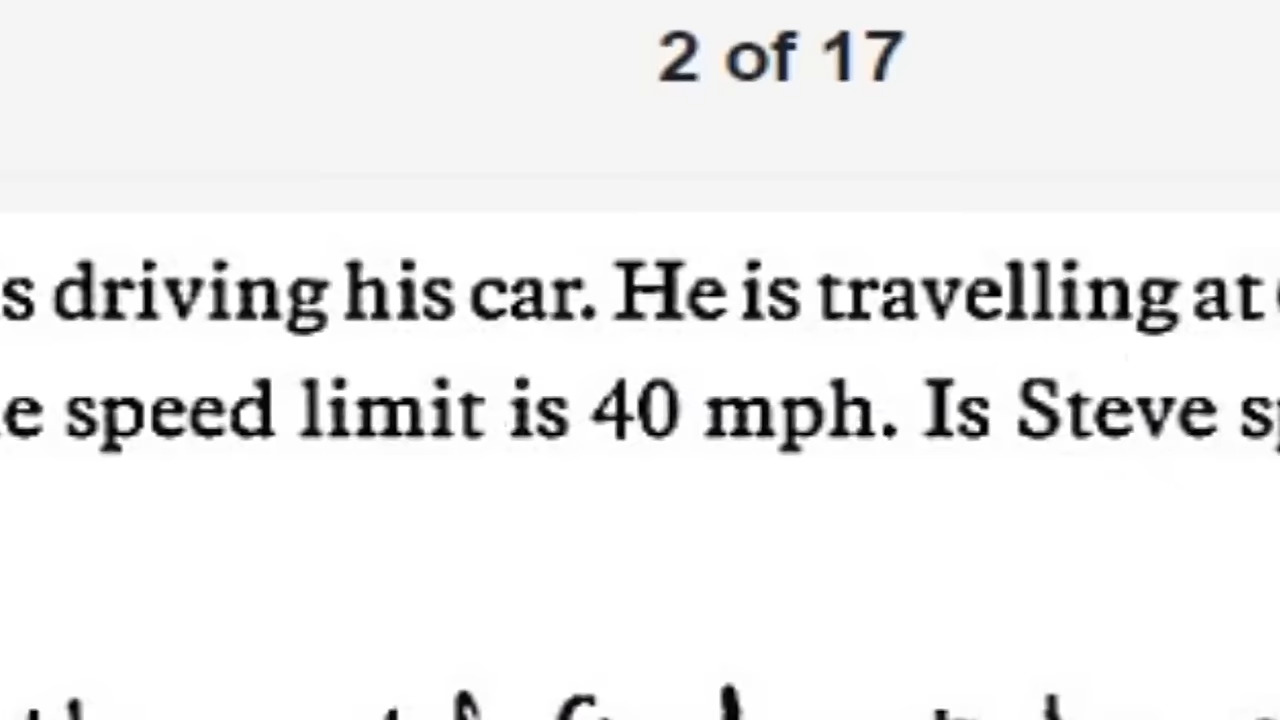 2 of 17
s driving his car. He is travelling at
e speed limit is 40 mph. Is Steve